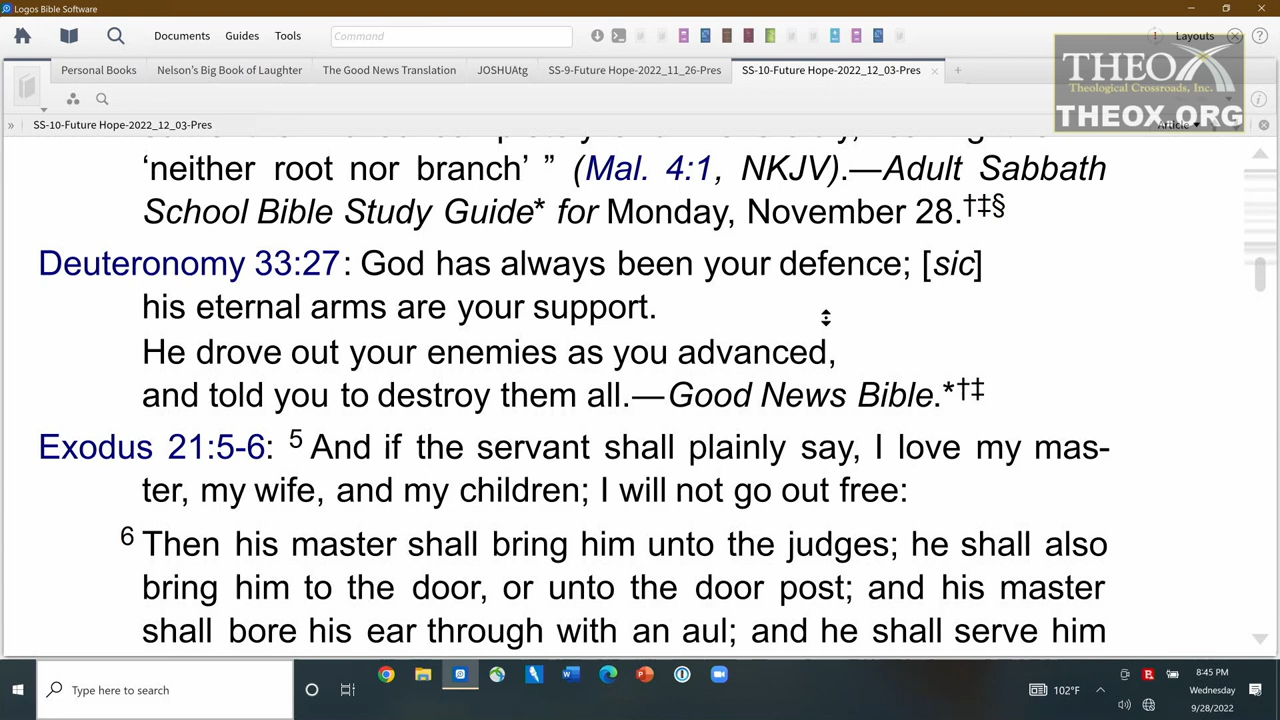 Logos Bible Software
Documents Guides Tools Command Layouts
Personal Books Nelson's Big Book of Laughter The Good News Translation JOSHUAtg SS-9-Future Hope-2022_11_26-Pres SS-10-Future Hope-2022_12_03-Pres
THEOX
Theological Crossroads, Inc.
THEOX.ORG
SS-10-Future Hope-2022_12_03-Pres Article
'neither root nor branch' " (Mal. 4:1, NKJV).—Adult Sabbath
School Bible Study Guide* for Monday, November 28.†‡§
Deuteronomy 33:27: God has always been your defence; [sic]
his eternal arms are your support.
He drove out your enemies as you advanced,
and told you to destroy them all.—Good News Bible.*†‡
Exodus 21:5-6: 5 And if the servant shall plainly say, I love my mas-
ter, my wife, and my children; I will not go out free:
6 Then his master shall bring him unto the judges; he shall also
bring him to the door, or unto the door post; and his master
shall bore his ear through with an aul; and he shall serve him
Type here to search
102°F
8:45 PM
Wednesday
9/28/2022